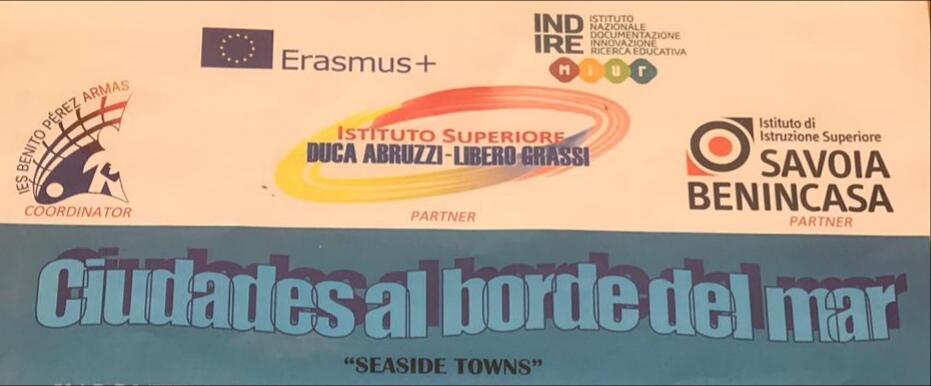 Erasmus+
IND
IRE
ISTITUTO
NAZIONALE
DOCUMENTAZIONE
INNOVAZIONE
RICERCA EDUCATIVA
MIUR
IES BENITO PÉREZ ARMAS
COORDINATOR
ISTITUTO SUPERIORE
DUCA ABRUZZI-LIBERO GRASSI
PARTNER
Istituto di
Istruzione Superiore
SAVOIA
BENINCASA
PARTNER
Ciudades al borde del mar
"SEASIDE TOWNS"